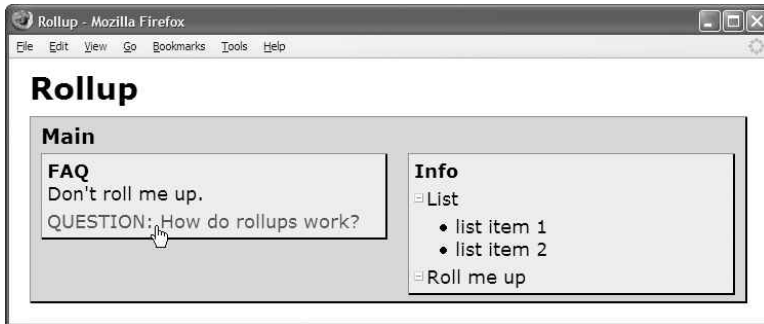 Rollup - Mozilla Firefox
File Edit View Go Bookmarks Tools Help
Rollup
Main
FAQ
Don't roll me up.
QUESTION: How do rollups work?
Info
List
• list item 1
• list item 2
Roll me up